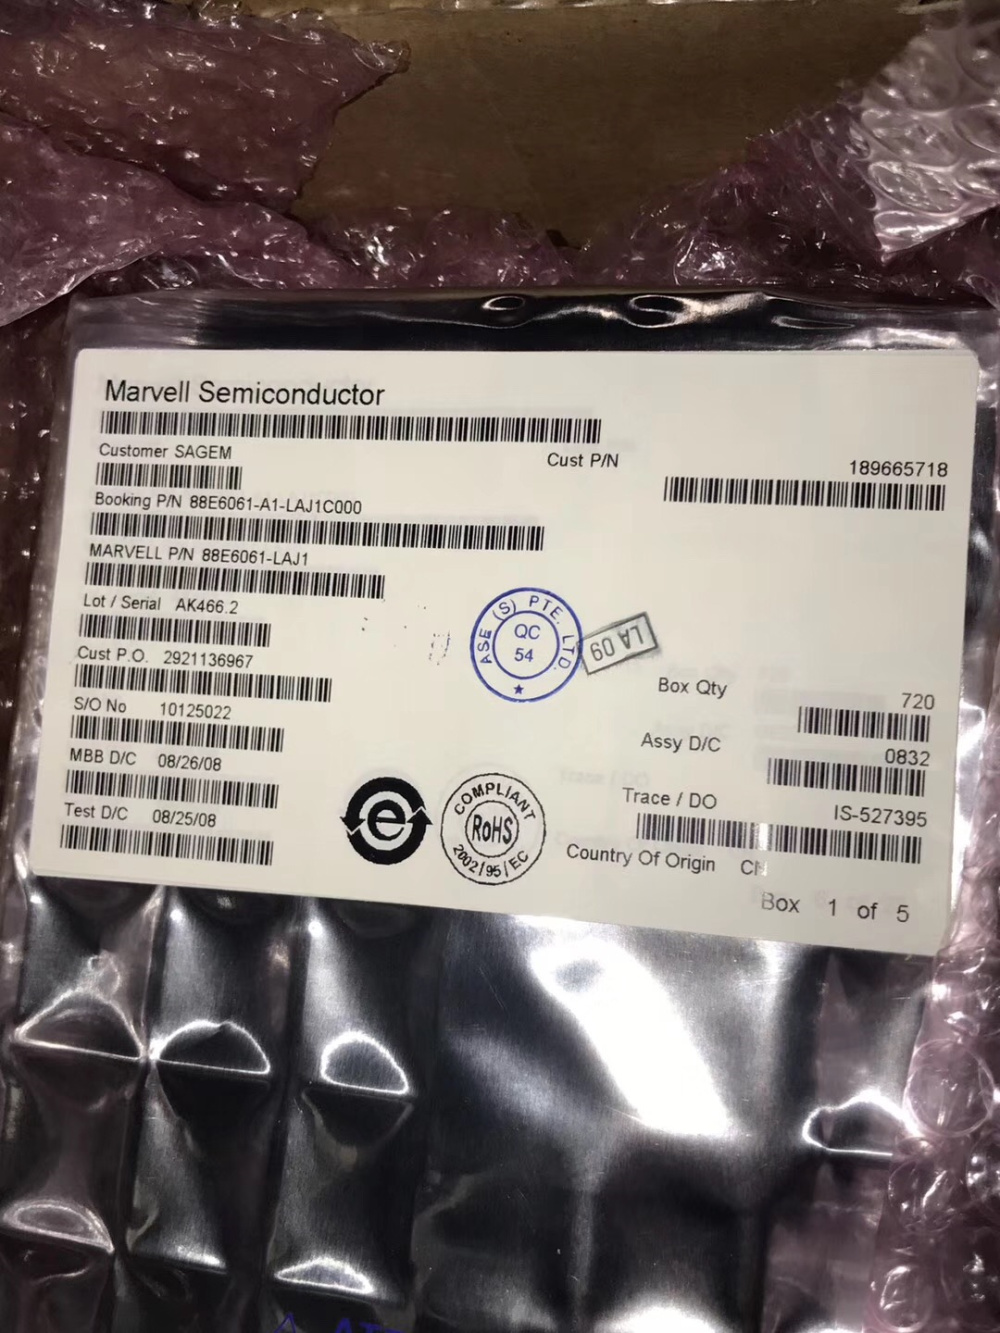 Marvell Semiconductor
Customer SAGEM
Cust P/N 189665718
Booking P/N 88E6061-A1-LAJ1C000
MARVELL P/N 88E6061-LAJ1
Lot / Serial AK466.2
Cust P.O. 2921136967
S/O No 10125022
MBB D/C 08/26/08
Test D/C 08/25/08
ASE (S) PTE. LTD.
QC
54
LA 09
Box Qty 720
Assy D/C 0832
Trace / DO IS-527395
Country Of Origin
Box 1 of 5
e
COMPLIANT
RoHS
2002/95/EC